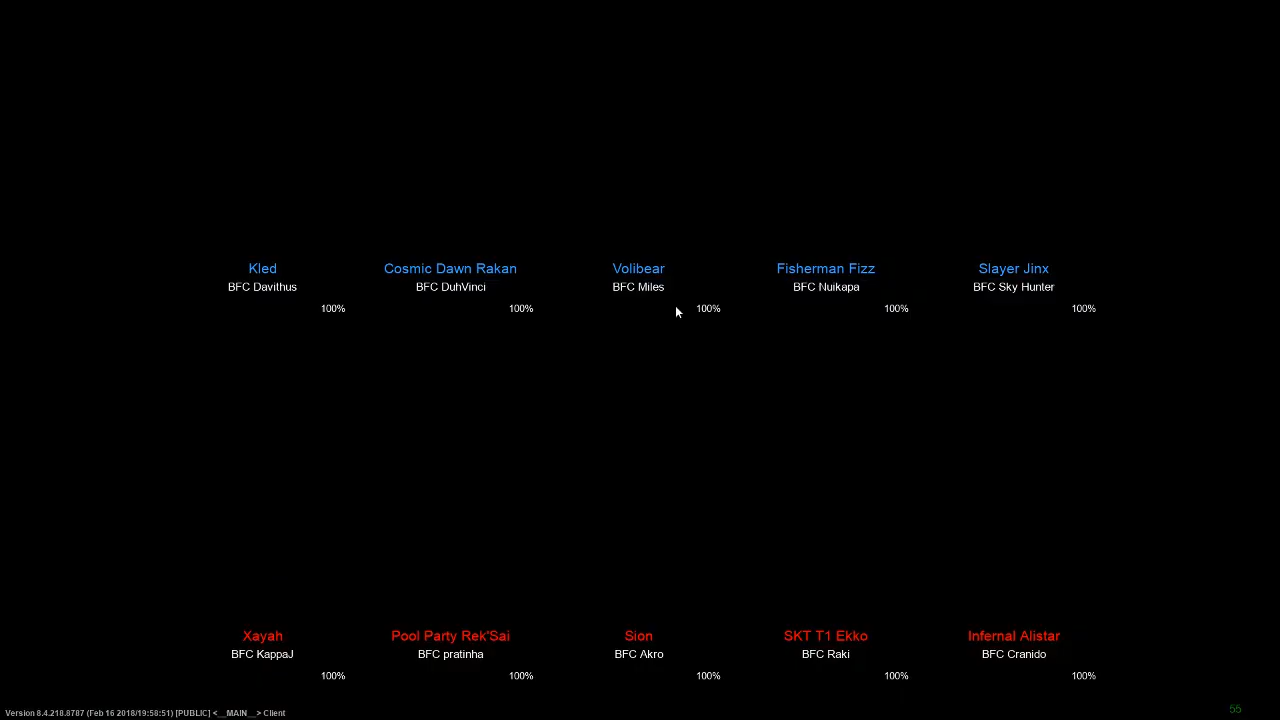 Kled
BFC Davithus
100%
Cosmic Dawn Rakan
BFC DuhVinci
100%
Volibear
BFC Miles
100%
Fisherman Fizz
BFC Nuikapa
100%
Slayer Jinx
BFC Sky Hunter
100%
Xayah
BFC KappaJ
100%
Pool Party Rek'Sai
BFC pratinha
100%
Sion
BFC Akro
100%
SKT T1 Ekko
BFC Raki
100%
Infernal Alistar
BFC Cranido
100%
Version 8.4.218.8787 (Feb 16 2018/19:58:51) [PUBLIC] <__MAIN__> Client
55